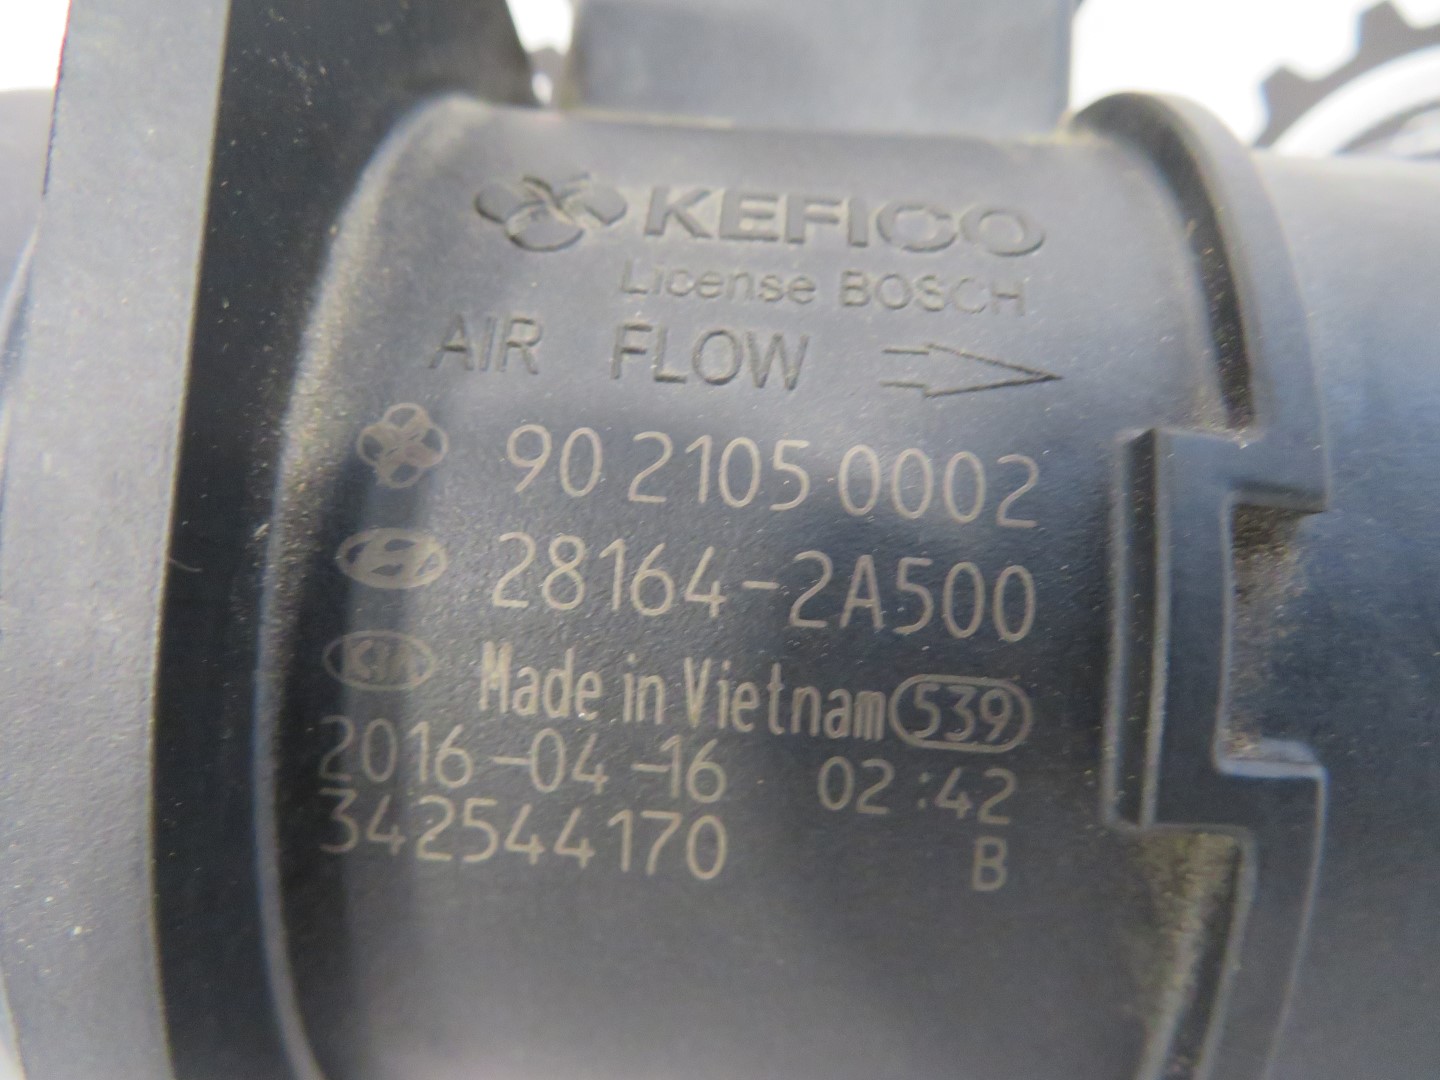 KEFICO
License BOSCH
AIR FLOW
90 2105 0002
28164-2A500
KIA Made in Vietnam 539
2016-04-16 02:42
342544170 B